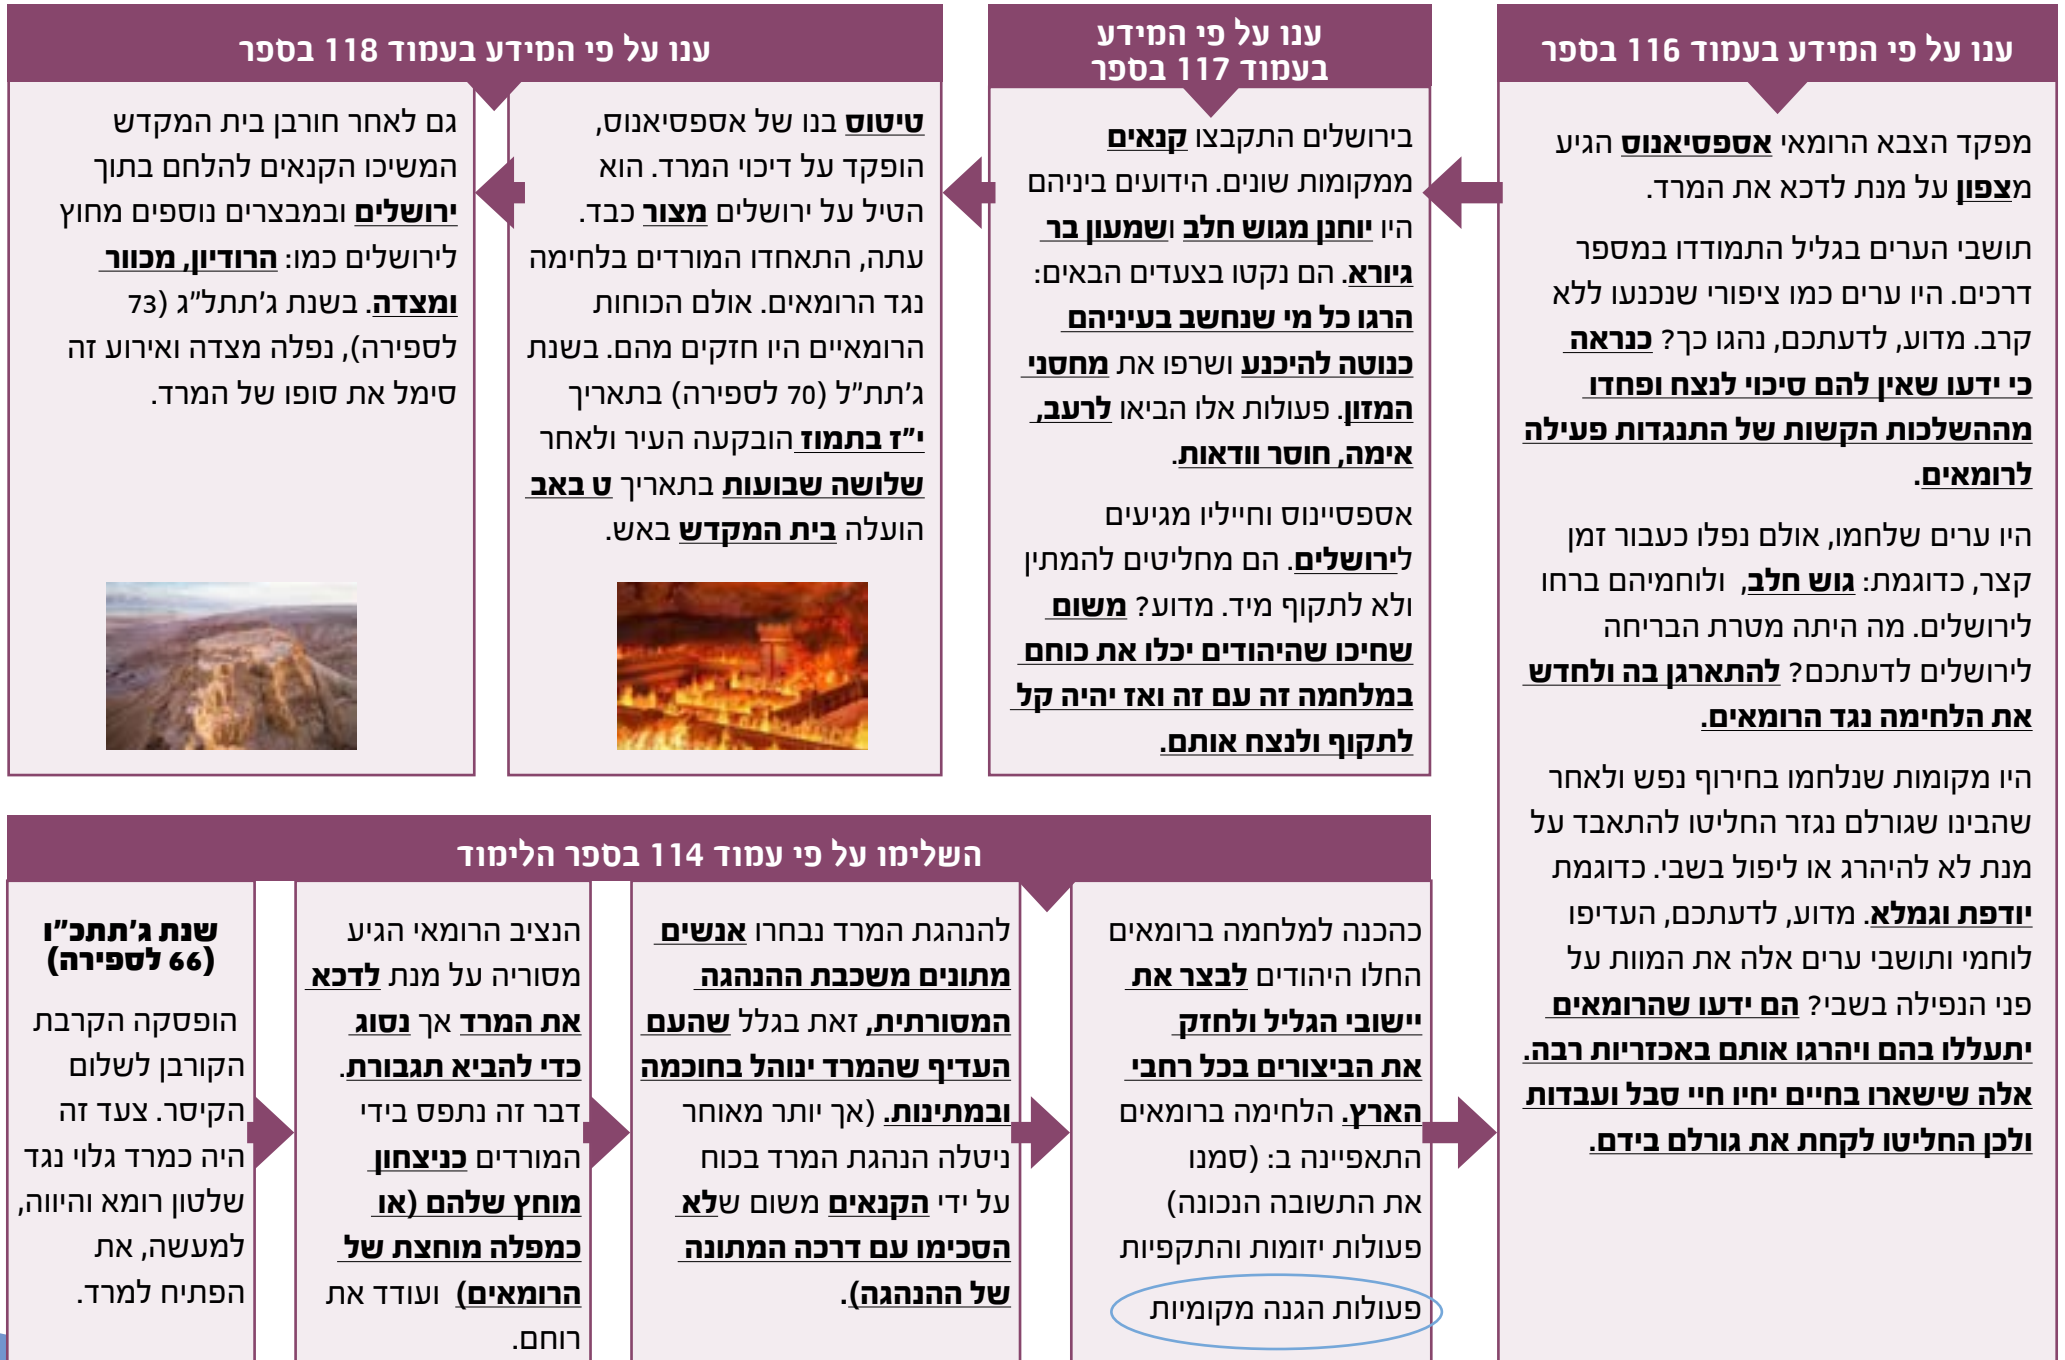 ענו על פי המידע בעמוד 116 בספר
מפקד הצבא הרומאי אספסיאנוס הגיע
מצפון על מנת לדכא את המרד.
תושבי הערים בגליל התמודדו במספר
דרכים. היו ערים כמו ציפורי שנכנעו ללא
קרב. מדוע, לדעתכם, נהגו כך? כנראה
כי ידעו שאין להם סיכוי לנצח ופחדו
מההשלכות הקשות של התנגדות פעילה
לרומאים.
היו ערים שלחמו, אולם נפלו כעבור זמן
קצר, כדוגמת: גוש חלב, ולוחמיהם ברחו
לירושלים. מה היתה מטרת הבריחה
לירושלים לדעתכם? להתארגן בה ולחדש
את הלחימה נגד הרומאים.
היו מקומות שנלחמו בחירוף נפש ולאחר
שהבינו שגורלם נגזר החליטו להתאבד על
מנת לא להיהרג או ליפול בשבי. כדוגמת
יודפת וגמלא. מדוע, לדעתכם, העדיפו
לוחמי ותושבי ערים אלה את המוות על
פני הנפילה בשבי? הם ידעו שהרומאים
יתעללו בהם ויהרגו אותם באכזריות רבה.
אלה שישארו בחיים יחיו חיי סבל ועבדות
ולכן החליטו לקחת את גורלם בידם.
ענו על פי המידע
בעמוד 117 בספר
בירושלים התקבצו קנאים
ממקומות שונים. הידועים ביניהם
היו יוחנן מגוש חלב ושמעון בר
גיורא. הם נקטו בצעדים הבאים:
הרגו כל מי שנחשב בעיניהם
כנוטה להיכנע ושרפו את מחסני
המזון. פעולות אלו הביאו לרעב,
אימה, חוסר וודאות.
אספסיינוס וחייליו מגיעים
לירושלים. הם מחליטים להמתין
ולא לתקוף מיד. מדוע? משום
שחיכו שהיהודים יכלו את כוחם
במלחמה זה עם זה ואז יהיה קל
לתקוף ולנצח אותם.
ענו על פי המידע בעמוד 118 בספר
טיטוס בנו של אספסיאנוס,
הופקד על דיכוי המרד. הוא
הטיל על ירושלים מצור כבד.
עתה, התאחדו המורדים בלחימה
נגד הרומאים. אולם הכוחות
הרומאיים היו חזקים מהם. בשנת
ג'תת"ל (70 לספירה) בתאריך
י"ז בתמוז הובקעה העיר ולאחר
שלושה שבועות בתאריך ט באב
הועלה בית המקדש באש.
גם לאחר חורבן בית המקדש
המשיכו הקנאים להלחם בתוך
ירושלים ובמבצרים נוספים מחוץ
לירושלים כמו: הרודיון, מכוור
ומצדה. בשנת ג'תתל"ג (73
לספירה), נפלה מצדה ואירוע זה
סימל את סופו של המרד.
השלימו על פי עמוד 114 בספר הלימוד
שנת ג'תתכ"ו
(66 לספירה)
הופסקה הקרבת
הקורבן לשלום
הקיסר. צעד זה
היה כמרד גלוי נגד
שלטון רומא והיווה,
למעשה, את
הפתיח למרד.
הנציב הרומאי הגיע
מסוריה על מנת לדכא
את המרד אך נסוג
כדי להביא תגבורת.
דבר זה נתפס בידי
המורדים כניצחון
מוחץ שלהם (או
כמפלה מוחצת של
הרומאים) ועודד את
רוחם.
להנהגת המרד נבחרו אנשים
מתונים משכבת ההנהגה
המסורתית, זאת בגלל שהעם
העדיף שהמרד ינוהל בחוכמה
ובמתינות. (אך יותר מאוחר
ניטלה הנהגת המרד בכוח
על ידי הקנאים משום שלא
הסכימו עם דרכה המתונה
של ההנהגה).
כהכנה למלחמה ברומאים
החלו היהודים לבצר את
יישובי הגליל ולחזק
את הביצורים בכל רחבי
הארץ. הלחימה ברומאים
התאפיינה ב: (סמנו
את התשובה הנכונה)
פעולות יזומות והתקפיות
פעולות הגנה מקומיות